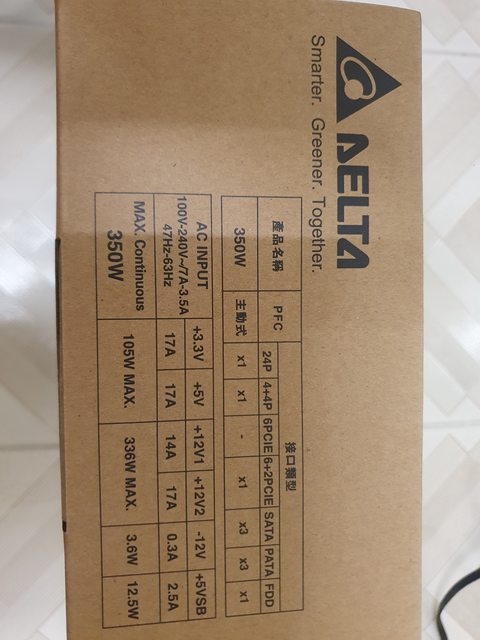 DELTA
Smarter. Greener. Together.
產品名稱 PFC 接口類型
24P 4+4P 6PCIE 6+2PCIE SATA PATA FDD
350W 主動式 x1 x1 - x1 x3 x3 x1
AC INPUT +3.3V +5V +12V1 +12V2 -12V +5VSB
100V-240V~/7A-3.5A
47Hz-63Hz 17A 17A 14A 17A 0.3A 2.5A
MAX. Continuous
350W 105W MAX. 336W MAX. 3.6W 12.5W